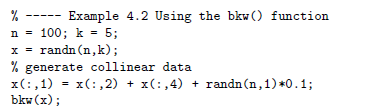 % ----- Example 4.2 Using the bkw() function
n = 100; k = 5;
x = randn(n,k);
% generate collinear data
x(:,1) = x(:,2) + x(:,4) + randn(n,1)*0.1;
bkw(x);